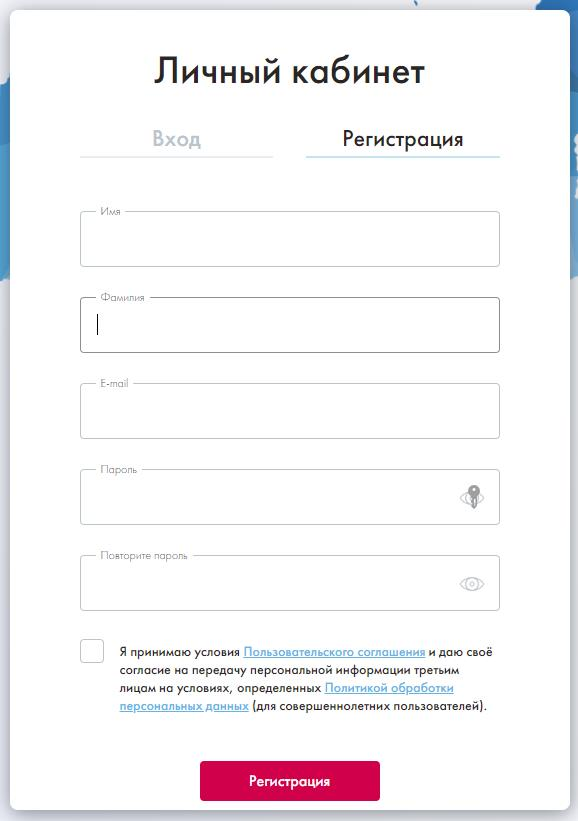 Личный кабинет
Вход
Регистрация
Имя
Фамилия
E-mail
Пароль
Повторите пароль
Я принимаю условия Пользовательского соглашения и даю своё
согласие на передачу персональной информации третьим
лицам на условиях, определенных Политикой обработки
персональных данных (для совершеннолетних пользователей).
Регистрация